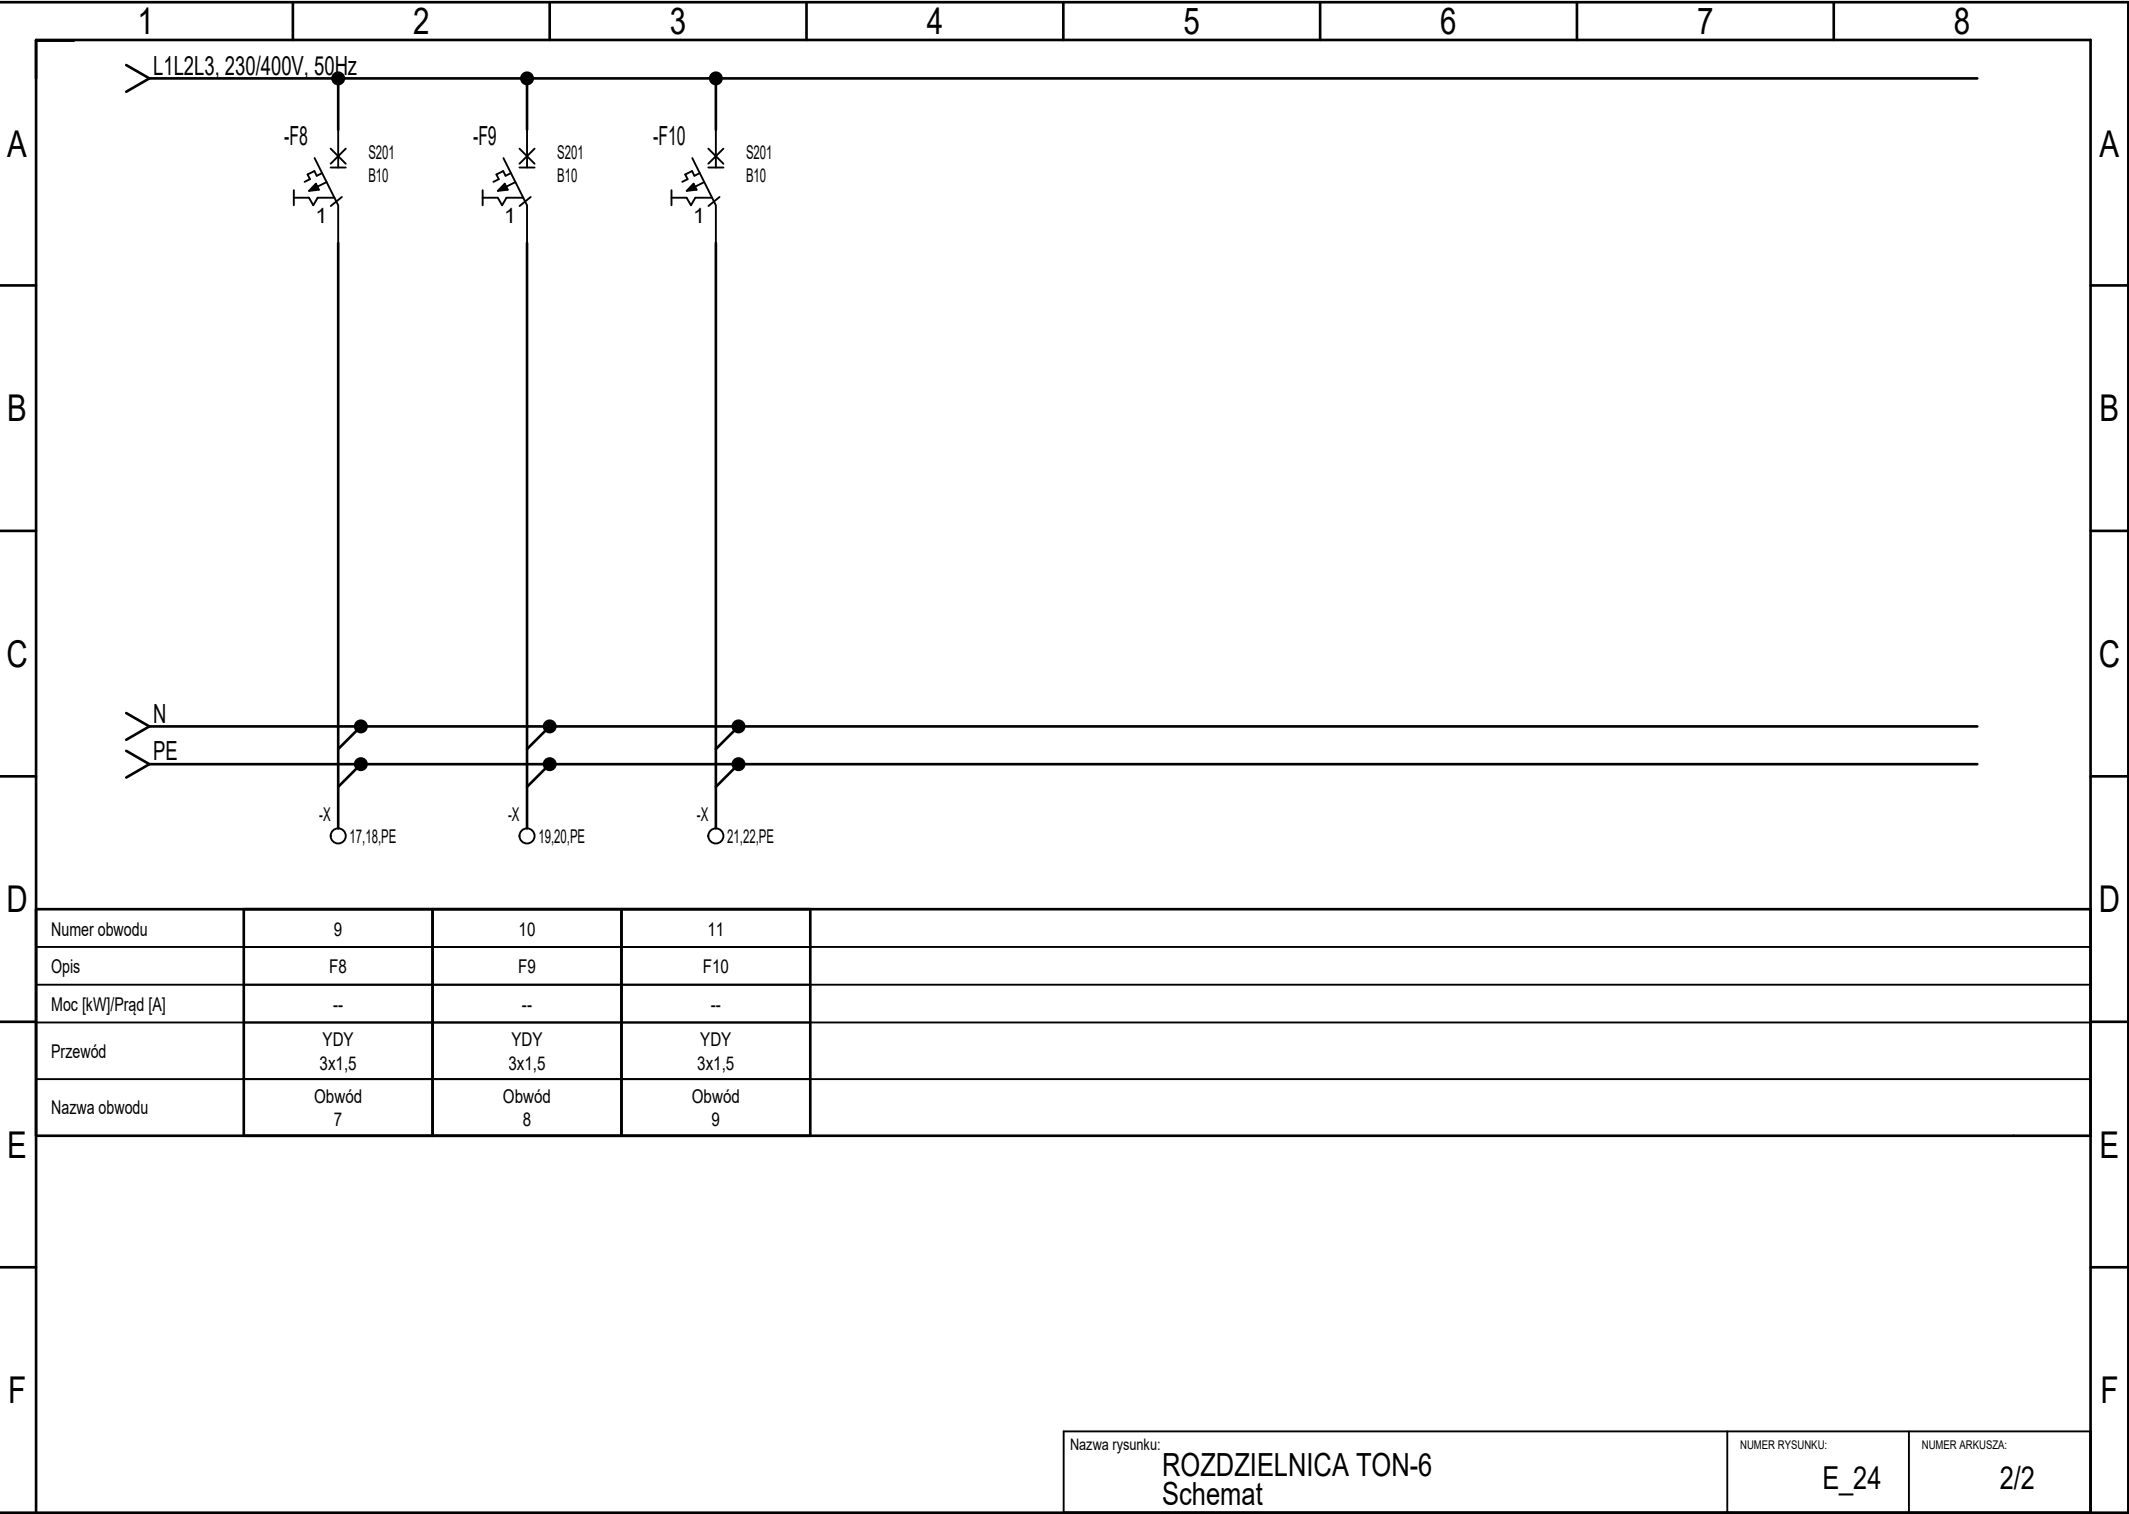 1 2 3 4 5 6 7 8
L1L2L3, 230/400V, 50Hz
A A
-F8 -F9 -F10
S201 S201 S201
B10 B10 B10
1 1 1
B B
C C
N
PE
-X -X -X
17,18,PE 19,20,PE 21,22,PE
D D
Numer obwodu 9 10 11
Opis F8 F9 F10
Moc [kW]/Prąd [A] -- -- --
Przewód YDY YDY YDY
3x1,5 3x1,5 3x1,5
Nazwa obwodu Obwód Obwód Obwód
7 8 9
E E
F F
Nazwa rysunku: NUMER RYSUNKU: NUMER ARKUSZA:
ROZDZIELNICA TON-6
Schemat
E_24 2/2